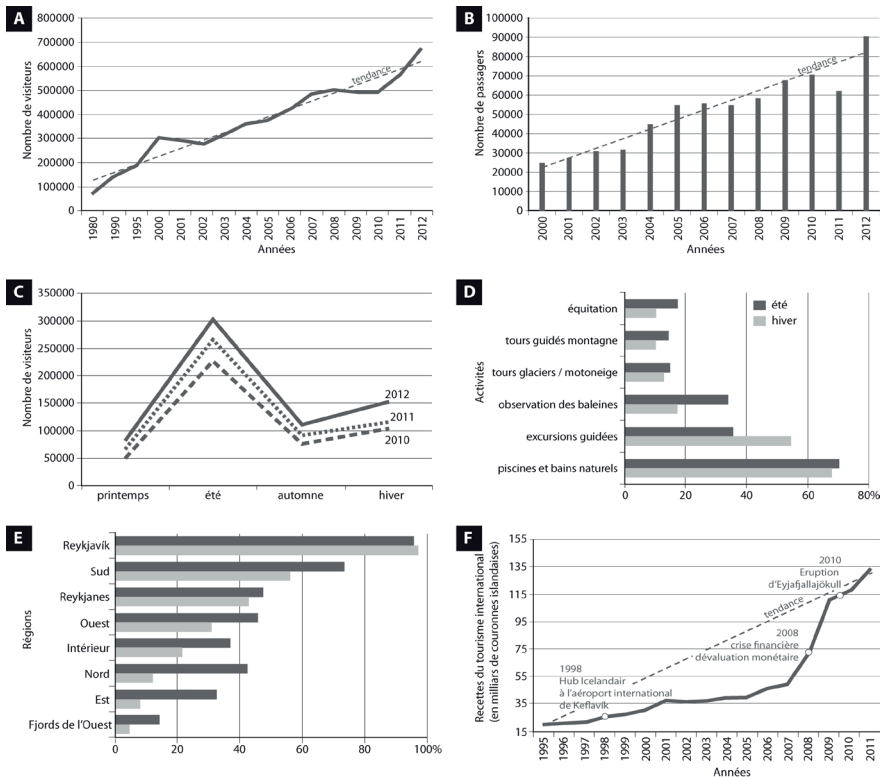 A
Nombre de visiteurs
800000
700000
600000
500000
400000
300000
200000
100000
0
tendance
1980
1990
1995
2000
2001
2002
2003
2004
2005
2006
2007
2008
2009
2010
2011
2012
Années
B
Nombre de passagers
100000
90000
80000
70000
60000
50000
40000
30000
20000
10000
0
tendance
2000
2001
2002
2003
2004
2005
2006
2007
2008
2009
2010
2011
2012
Années
C
Nombre de visiteurs
350000
300000
250000
200000
150000
100000
50000
0
2012
2011
2010
printemps
été
automne
hiver
D
Activités
équitation
tours guidés montagne
tours glaciers / motoneige
observation des baleines
excursions guidées
piscines et bains naturels
été
hiver
0
20
40
60
80%
E
Régions
Reykjavík
Sud
Reykjanes
Ouest
Intérieur
Nord
Est
Fjords de l'Ouest
0
20
40
60
80
100%
F
Recettes du tourisme international
(en milliards de couronnes islandaises)
155
135
115
95
75
55
35
15
2010
Eruption
d'Eyjafjallajökull
tendance
2008
crise financière
dévaluation monétaire
1998
Hub Icelandair
à l'aéroport international
de Keflavík
1995
1996
1997
1998
1999
2000
2001
2002
2003
2004
2005
2006
2007
2008
2009
2010
2011
Années